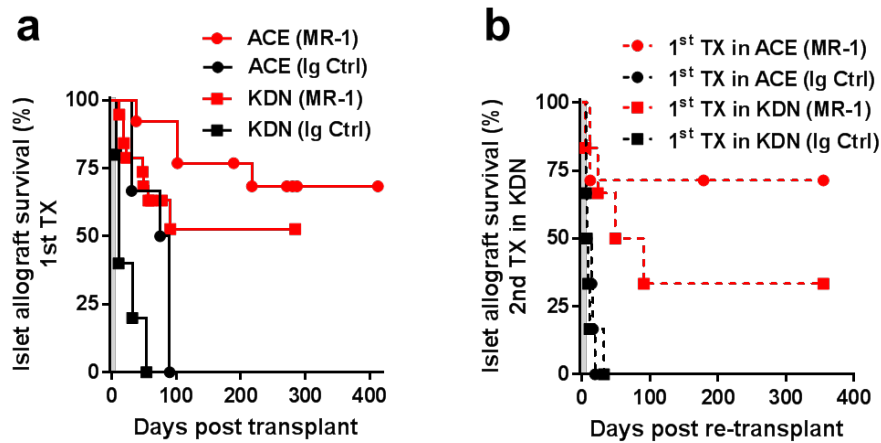 a
ACE (MR-1)
ACE (Ig Ctrl)
KDN (MR-1)
KDN (Ig Ctrl)
Islet allograft survival (%)
1st TX
100
75
50
25
0
0 100 200 300 400
Days post transplant
b
1st TX in ACE (MR-1)
1st TX in ACE (Ig Ctrl)
1st TX in KDN (MR-1)
1st TX in KDN (Ig Ctrl)
Islet allograft survival (%)
2nd TX in KDN
100
75
50
25
0
0 100 200 300 400
Days post re-transplant